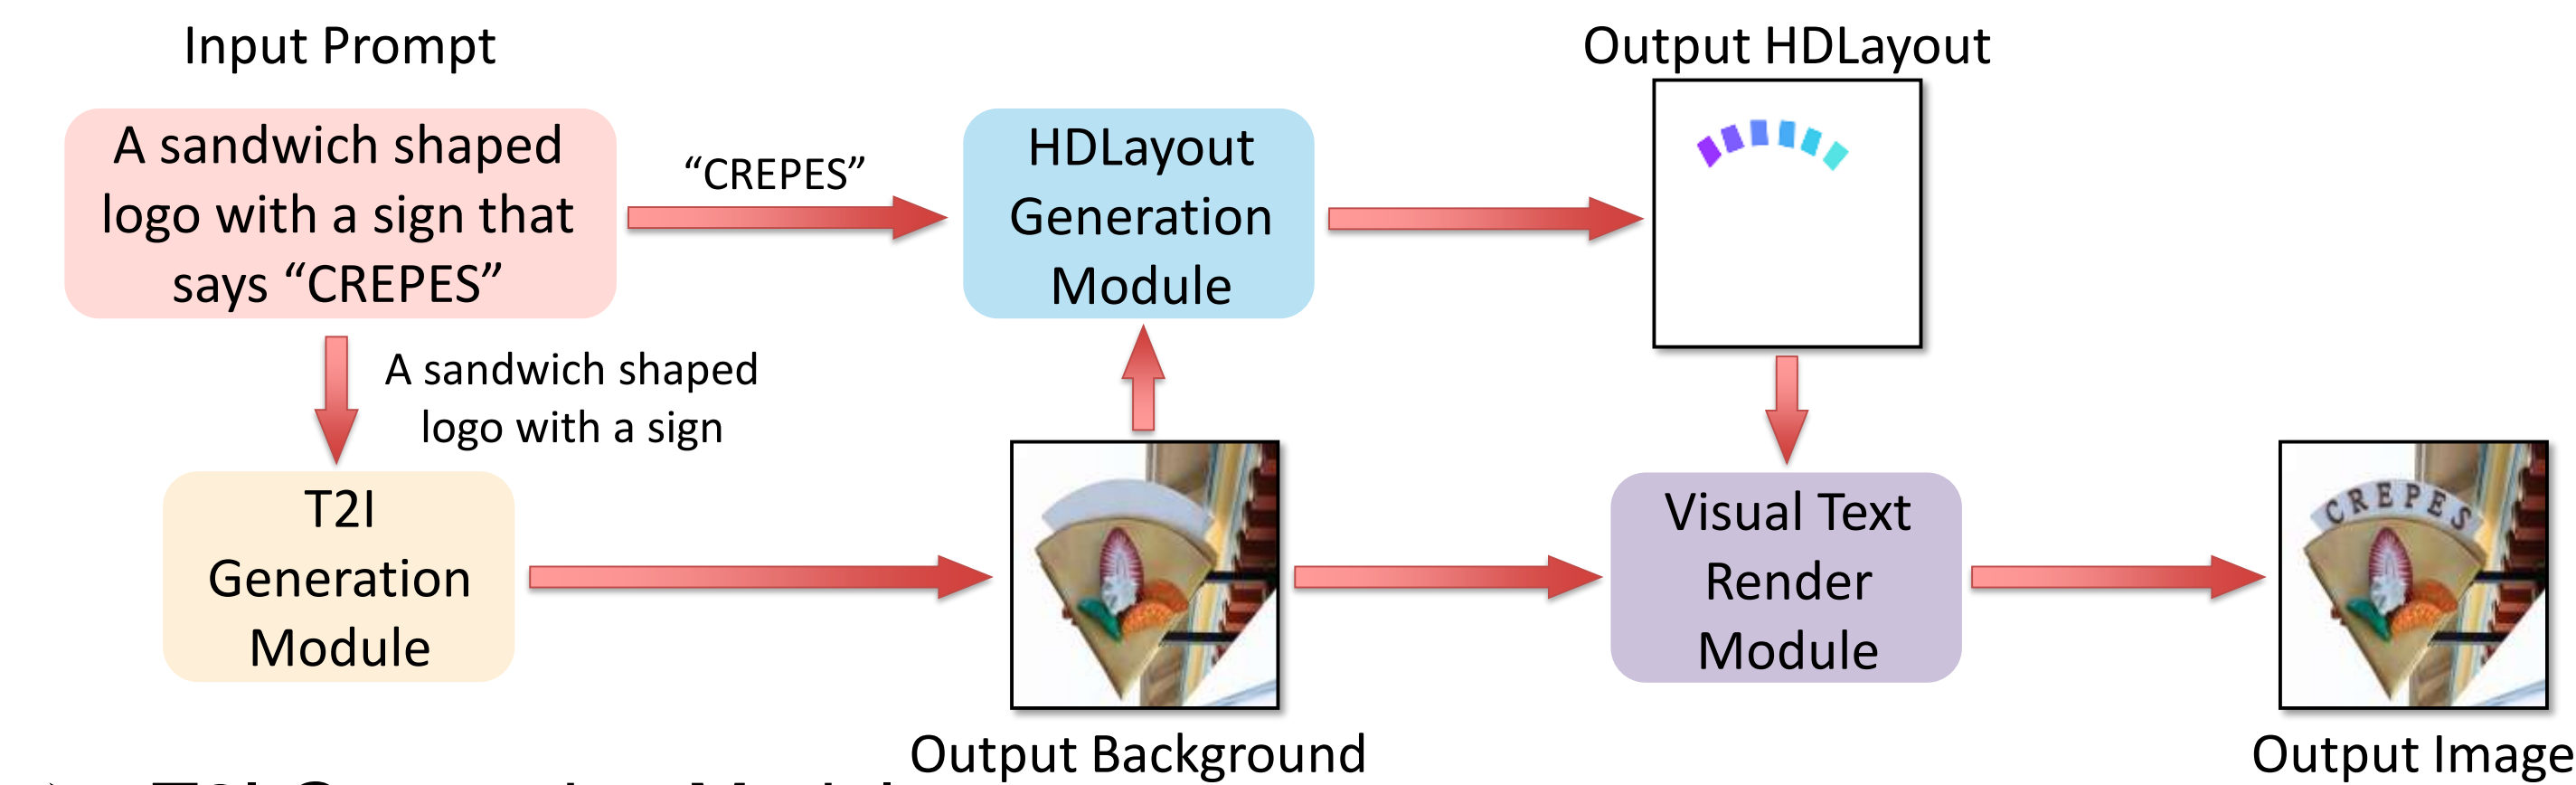 Input Prompt
A sandwich shaped
logo with a sign that
says “CREPES”
“CREPES”
HDLayout
Generation
Module
Output HDLayout
A sandwich shaped
logo with a sign
T2I
Generation
Module
Output Background
Visual Text
Render
Module
CREPES
Output Image